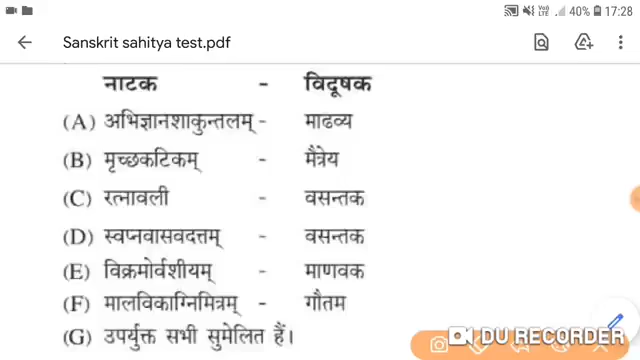 40% 17:28
Sanskrit sahitya test.pdf
नाटक - विदूषक
(A) अभिज्ञानशाकुन्तलम् - माढव्य
(B) मृच्छकटिकम् - मैत्रेय
(C) रत्नावली - वसन्तक
(D) स्वप्नवासवदत्तम् - वसन्तक
(E) विक्रमोर्वशीयम् - माणवक
(F) मालविकाग्निमित्रम् - गौतम
(G) उपर्युक्त सभी सुमेलित हैं।
DU RECORDER